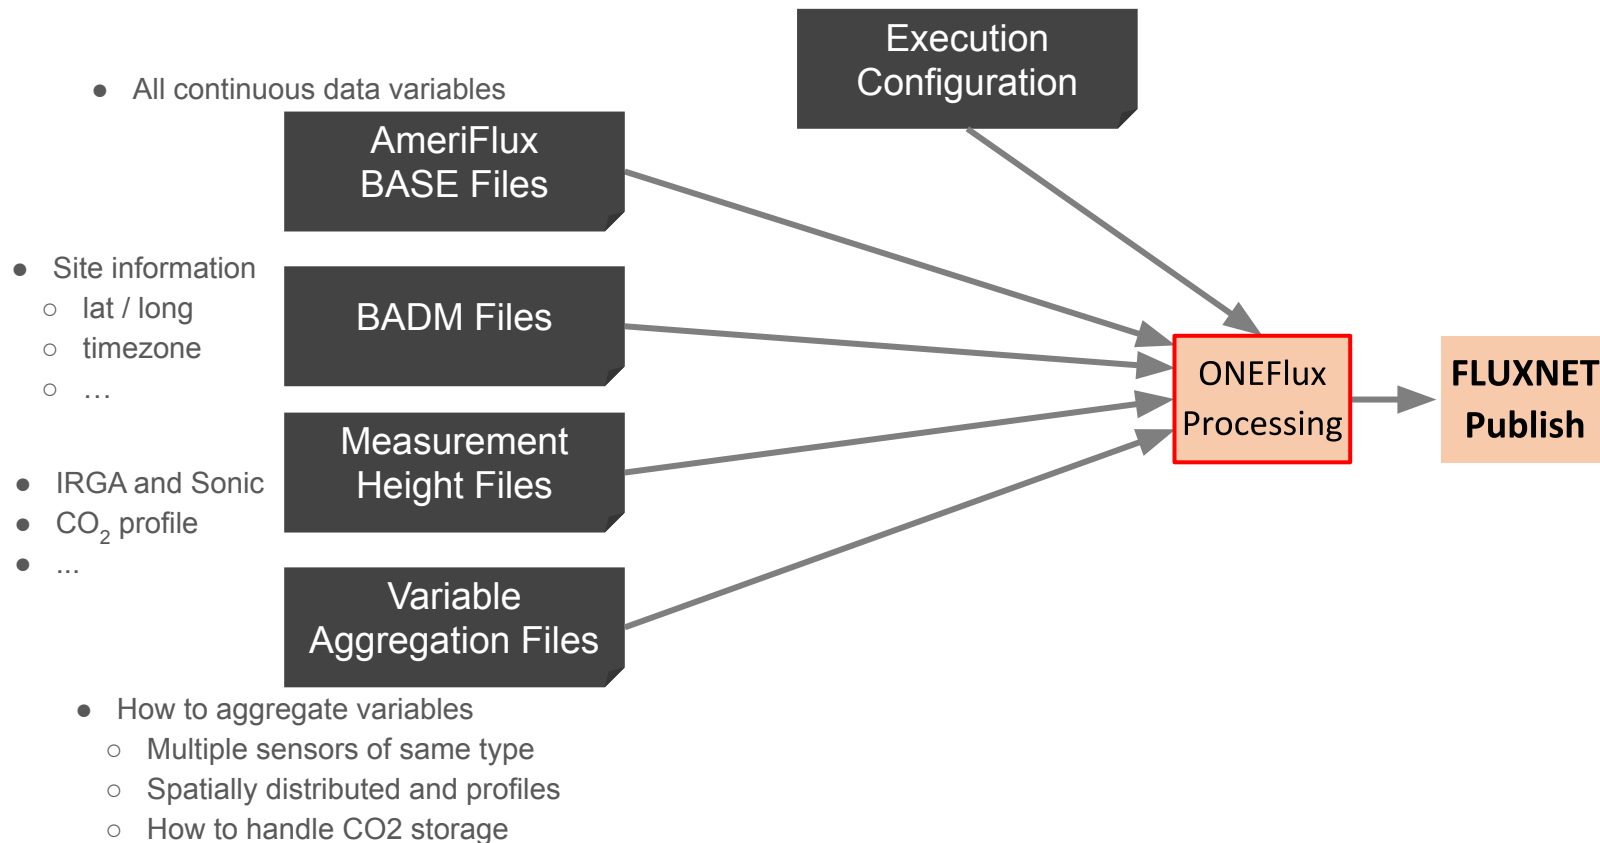 Execution
Configuration
● All continuous data variables
AmeriFlux
BASE Files
● Site information
○ lat / long
○ timezone
○ …
BADM Files
Measurement
Height Files
● IRGA and Sonic
● CO₂ profile
● ...
Variable
Aggregation Files
● How to aggregate variables
○ Multiple sensors of same type
○ Spatially distributed and profiles
○ How to handle CO2 storage
ONEFlux
Processing
FLUXNET
Publish